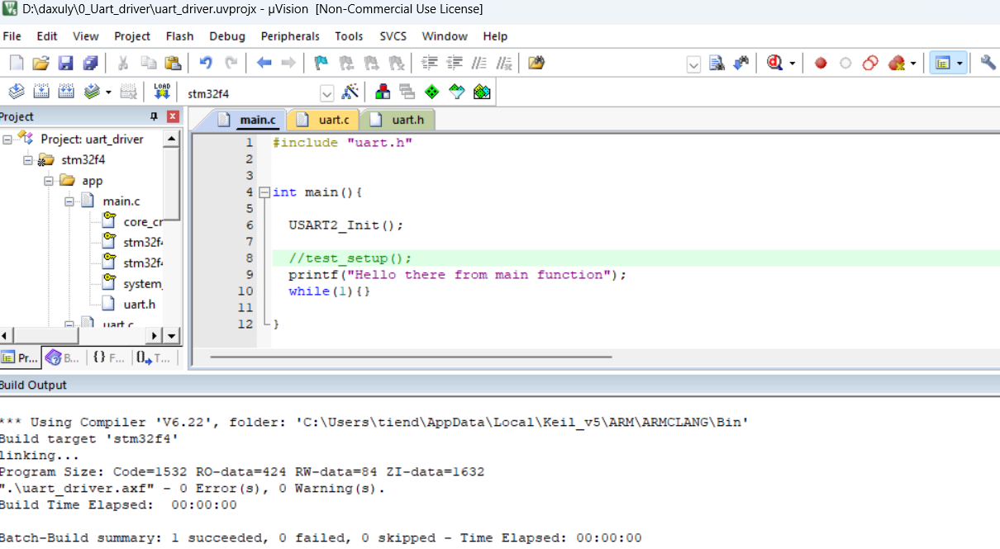 D:\daxuly\0_Uart_driver\uart_driver.uvprojx - µVision [Non-Commercial Use License]
File Edit View Project Flash Debug Peripherals Tools SVCS Window Help
LOAD stm32f4
Project
main.c uart.c uart.h
Project: uart_driver
stm32f4
app
main.c
core_cr
stm32f4
stm32f4
system_
uart.h
uart.c
Pr... B... {} F... 0 T...
1 #include "uart.h"
2
3
4 int main(){
5
6 USART2_Init();
7
8 //test_setup();
9 printf("Hello there from main function");
10 while(1){}
11
12 }
Build Output
*** Using Compiler 'V6.22', folder: 'C:\Users\tiend\AppData\Local\Keil_v5\ARM\ARMCLANG\Bin'
Build target 'stm32f4'
linking...
Program Size: Code=1532 RO-data=424 RW-data=84 ZI-data=1632
".\uart_driver.axf" - 0 Error(s), 0 Warning(s).
Build Time Elapsed: 00:00:00
Batch-Build summary: 1 succeeded, 0 failed, 0 skipped - Time Elapsed: 00:00:00